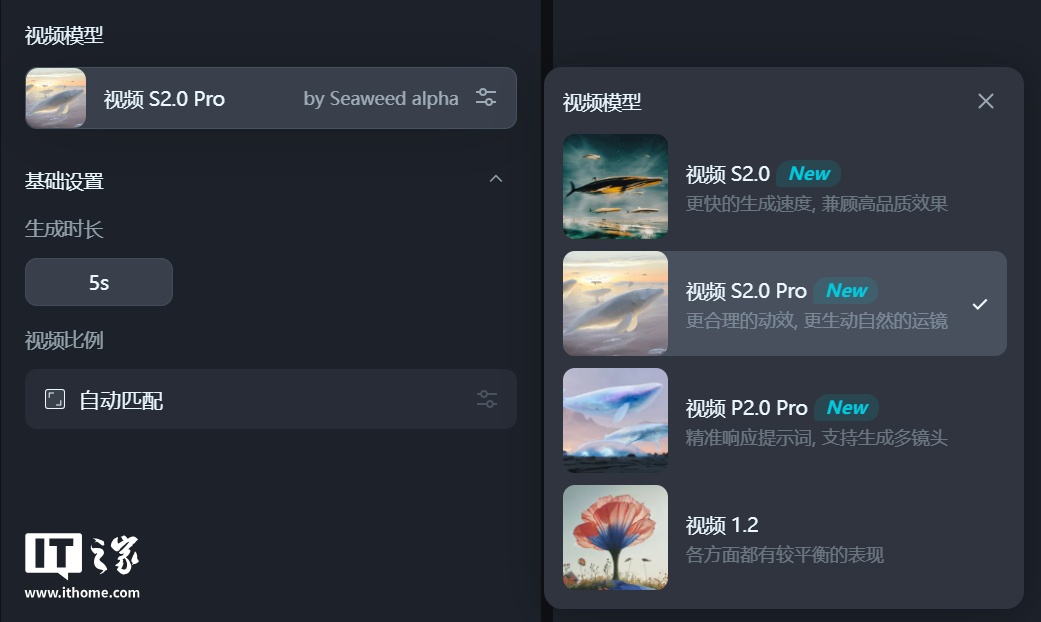 视频模型
视频 S2.0 Pro by Seaweed alpha
基础设置
生成时长
5s
视频比例
自动匹配
IT之家
www.ithome.com
视频模型
视频 S2.0 New
更快的生成速度, 兼顾高品质效果
视频 S2.0 Pro New
更合理的动效, 更生动自然的运镜
视频 P2.0 Pro New
精准响应提示词, 支持生成多镜头
视频 1.2
各方面都有较平衡的表现